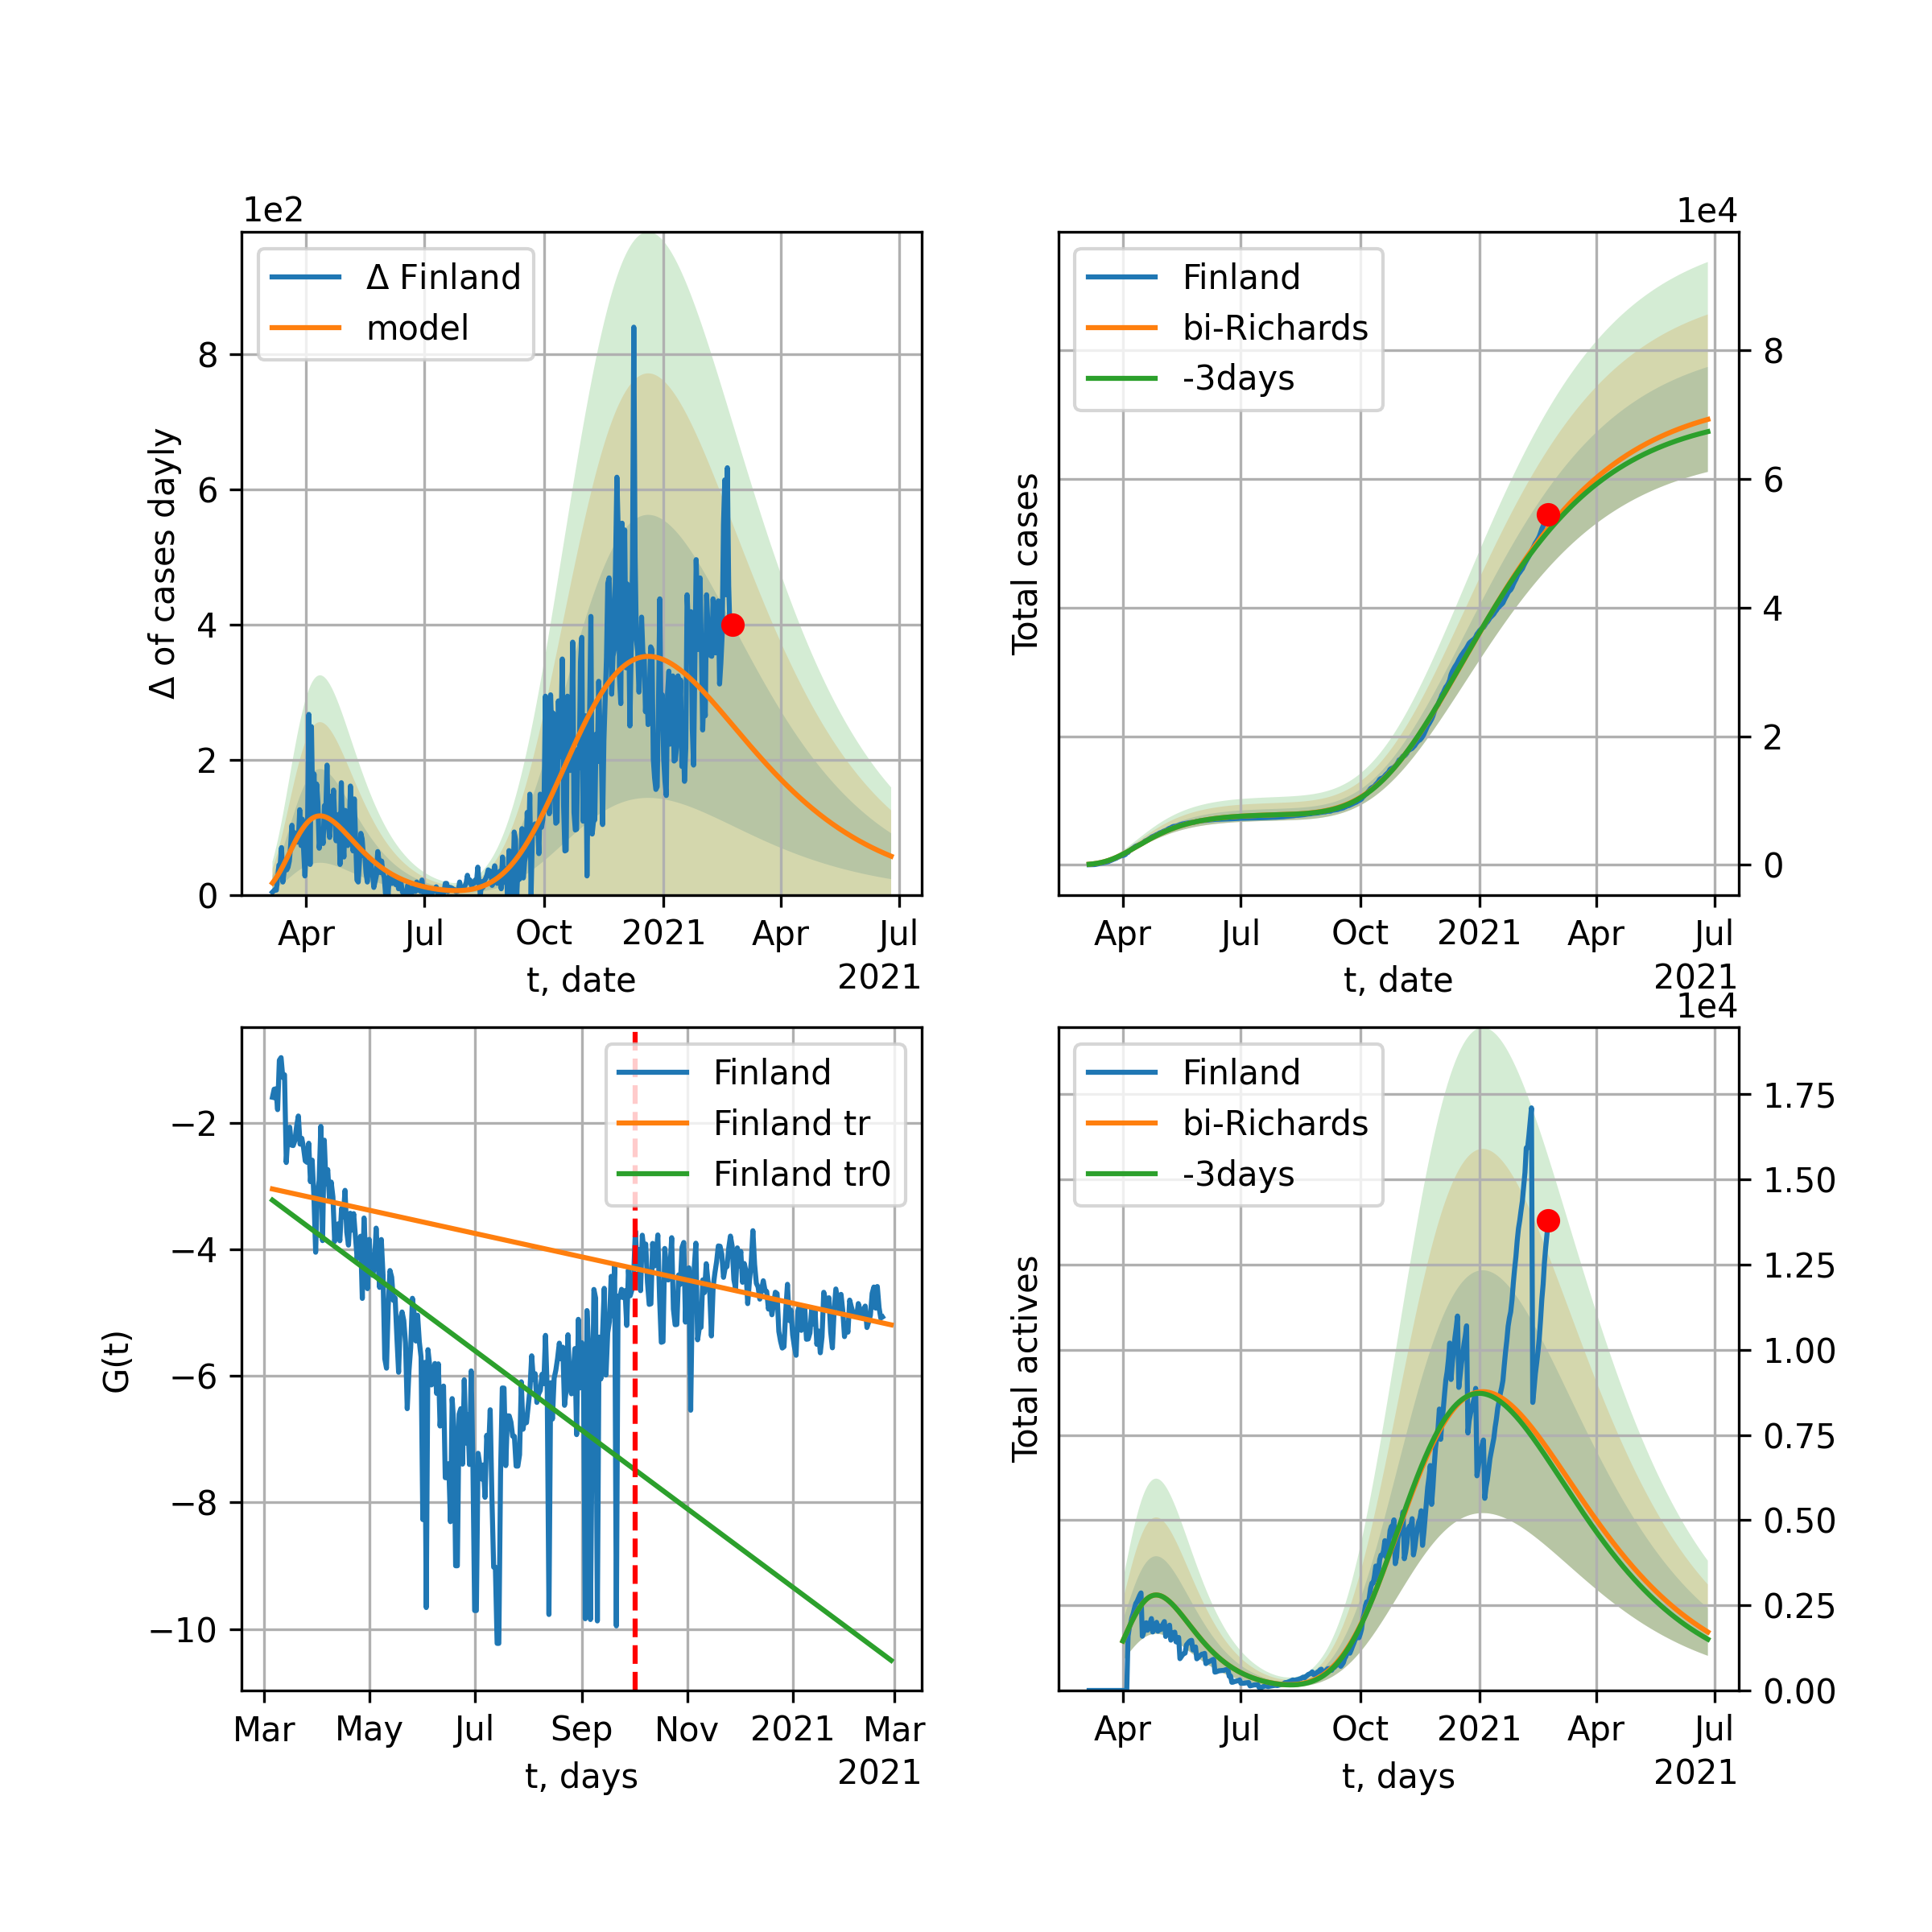 1e2
Δ Finland
model
8
6
4
2
0
Δ of cases dayly
Apr
Jul
Oct
2021
Apr
Jul
2021
t, date
1e4
Finland
bi-Richards
-3days
8
6
4
2
0
Total cases
Apr
Jul
Oct
2021
Apr
Jul
2021
t, date
Finland
Finland tr
Finland tr0
−2
−4
−6
−8
−10
G(t)
Mar
May
Jul
Sep
Nov
2021
Mar
2021
t, days
1e4
Finland
bi-Richards
-3days
1.75
1.50
1.25
1.00
0.75
0.50
0.25
0.00
Total actives
Apr
Jul
Oct
2021
Apr
Jul
2021
t, days